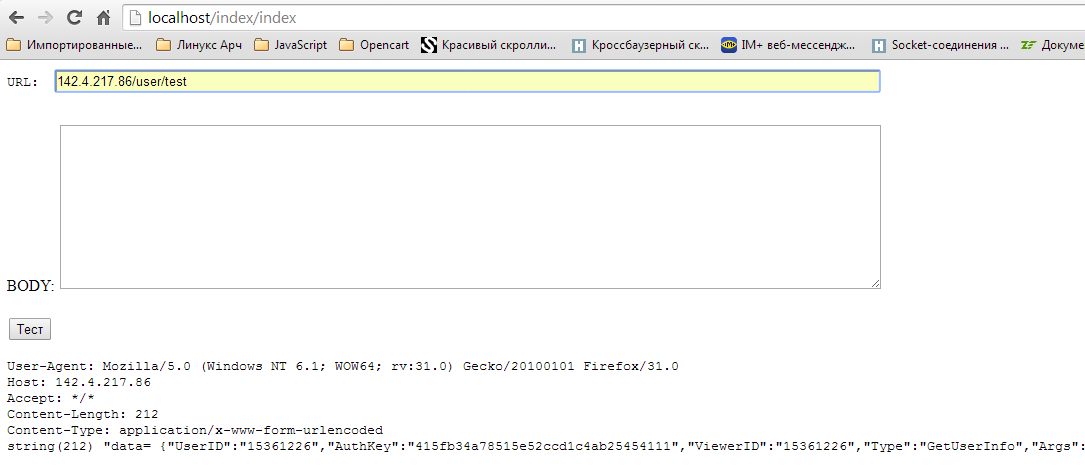 localhost/index/index
Импортированные... Линукс Арч JavaScript Opencart Красивый скролли... Кроссбаузерный ск... IM+ веб-мессендж... Socket-соединения ... Докуме
URL: 142.4.217.86/user/test
BODY:
Тест
User-Agent: Mozilla/5.0 (Windows NT 6.1; WOW64; rv:31.0) Gecko/20100101 Firefox/31.0
Host: 142.4.217.86
Accept: */*
Content-Length: 212
Content-Type: application/x-www-form-urlencoded
string(212) "data= {"UserID":"15361226","AuthKey":"415fb34a78515e52ccd1c4ab25454111","ViewerID":"15361226","Type":"GetUserInfo","Args":